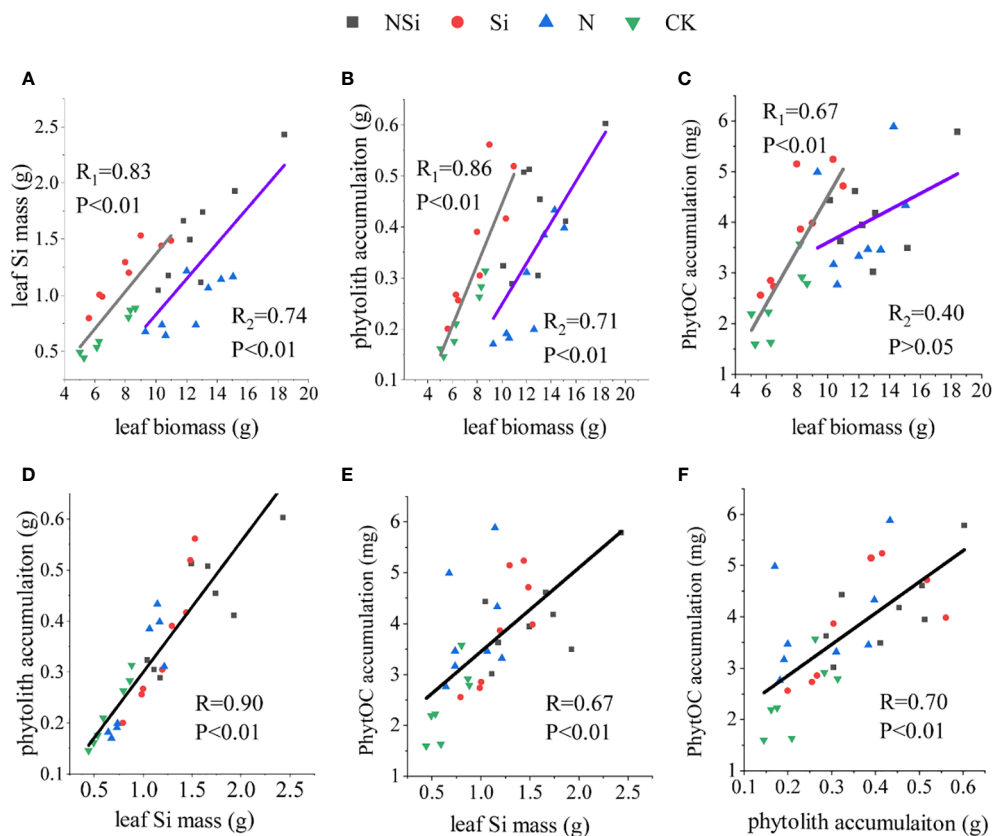 NSi Si N CK
A
leaf Si mass (g)
2.5
2.0
1.5
1.0
0.5
R1=0.83
P<0.01
R2=0.74
P<0.01
4 6 8 10 12 14 16 18 20
leaf biomass (g)
B
phytolith accumulaiton (g)
0.6
0.5
0.4
0.3
0.2
0.1
R1=0.86
P<0.01
R2=0.71
P<0.01
4 6 8 10 12 14 16 18 20
leaf biomass (g)
C
PhytOC accumulation (mg)
6
5
4
3
2
1
R1=0.67
P<0.01
R2=0.40
P>0.05
4 6 8 10 12 14 16 18 20
leaf biomass (g)
D
phytolith accumulaiton (g)
0.6
0.5
0.4
0.3
0.2
0.1
R=0.90
P<0.01
0.5 1.0 1.5 2.0 2.5
leaf Si mass (g)
E
PhytOC accumulation (mg)
6
5
4
3
2
1
R=0.67
P<0.01
0.5 1.0 1.5 2.0 2.5
leaf Si mass (g)
F
PhytOC accumulation (mg)
6
5
4
3
2
1
R=0.70
P<0.01
0.1 0.2 0.3 0.4 0.5 0.6
phytolith accumulaiton (g)